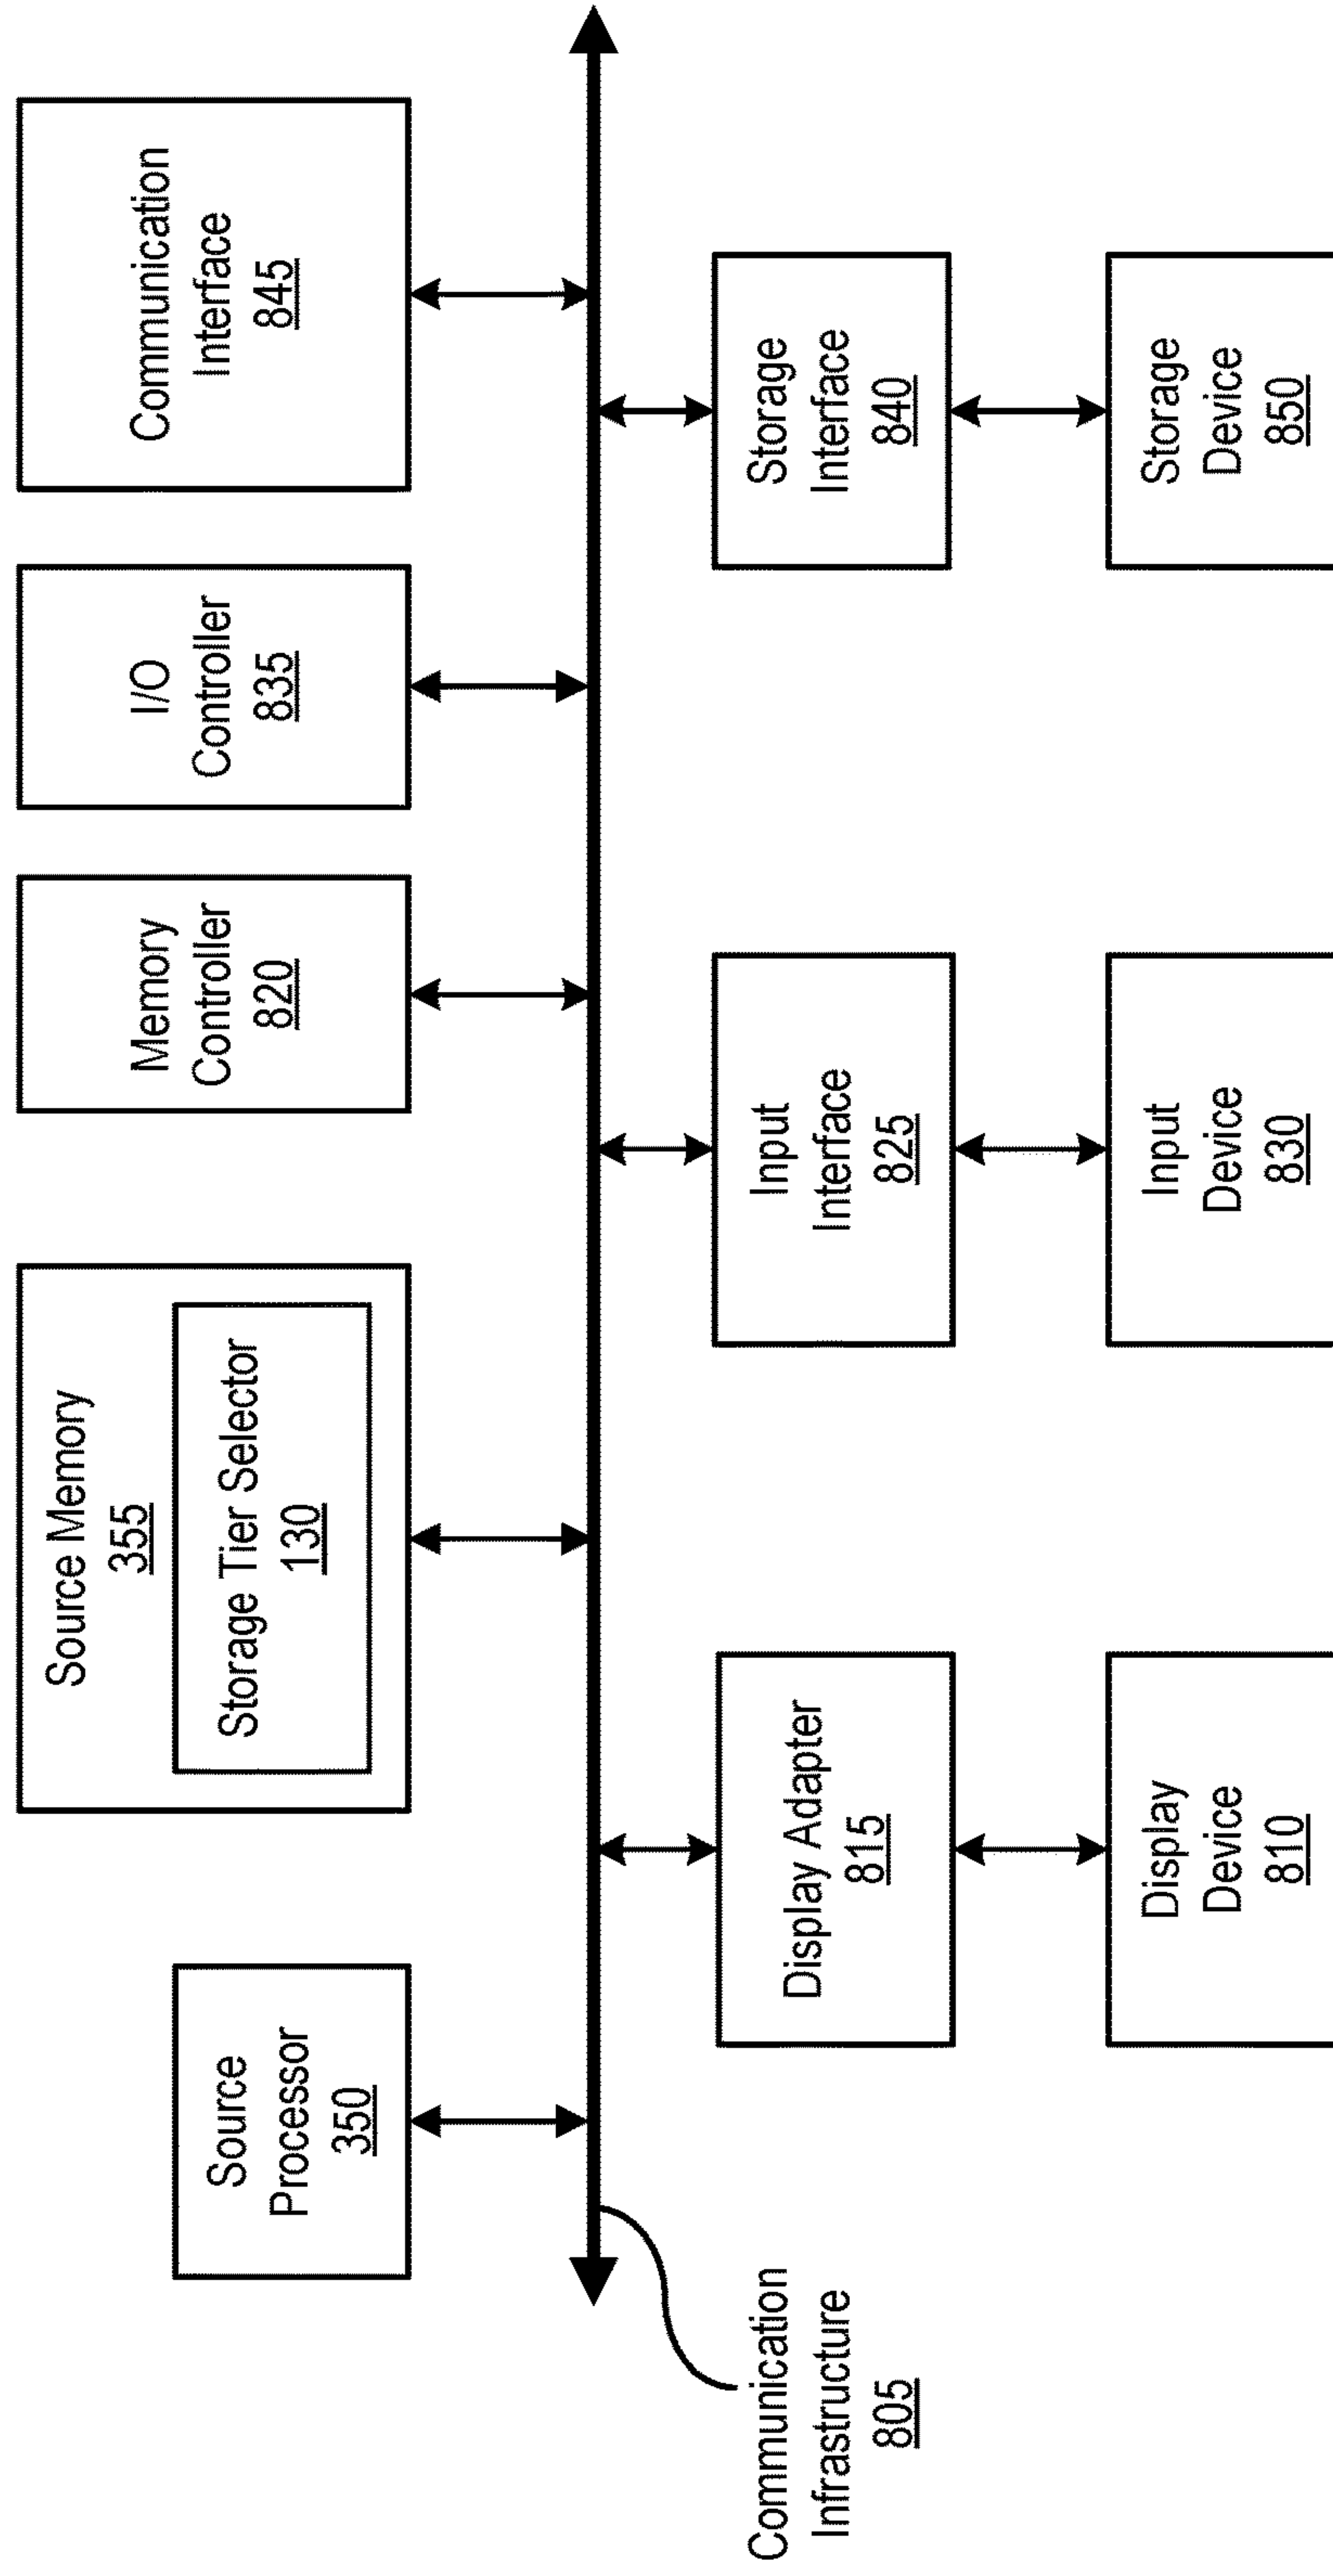 Source
Processor
350
Source Memory
355
Storage Tier Selector
130
Memory
Controller
820
I/O
Controller
835
Communication
Interface
845
Communication
Infrastructure
805
Display Adapter
815
Input
Interface
825
Storage
Interface
840
Display
Device
810
Input
Device
830
Storage
Device
850